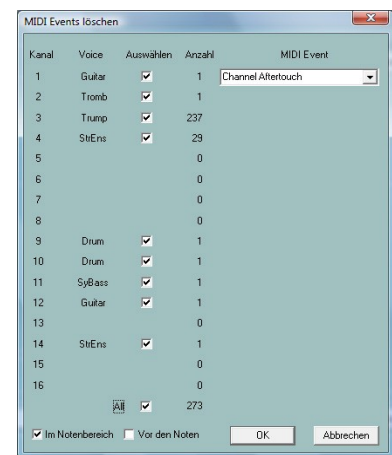 MIDI Events löschen
Kanal Voice Auswählen Anzahl MIDI Event
1 Guitar 1 Channel Aftertouch
2 Tromb 1
3 Trump 237
4 StrEns 29
5 0
6 0
7 0
8 0
9 Drum 1
10 Drum 1
11 SyBass 1
12 Guitar 1
13 0
14 StrEns 1
15 0
16 0
All 273
Im Notenbereich Vor den Noten OK Abbrechen